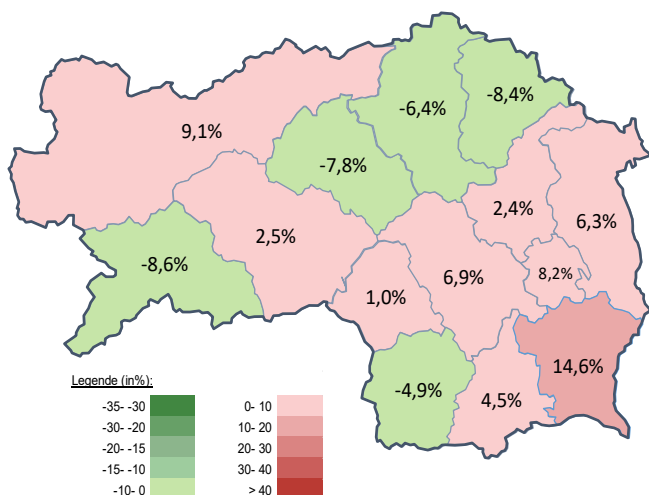 -6,4%
-8,4%
9,1%
-7,8%
2,4%
6,3%
2,5%
-8,6%
6,9%
8,2%
1,0%
14,6%
-4,9%
4,5%
Legende (in%):
-35- -30 0- 10
-30- -20 10- 20
-20- -15 20- 30
-15- -10 30- 40
-10- 0 > 40